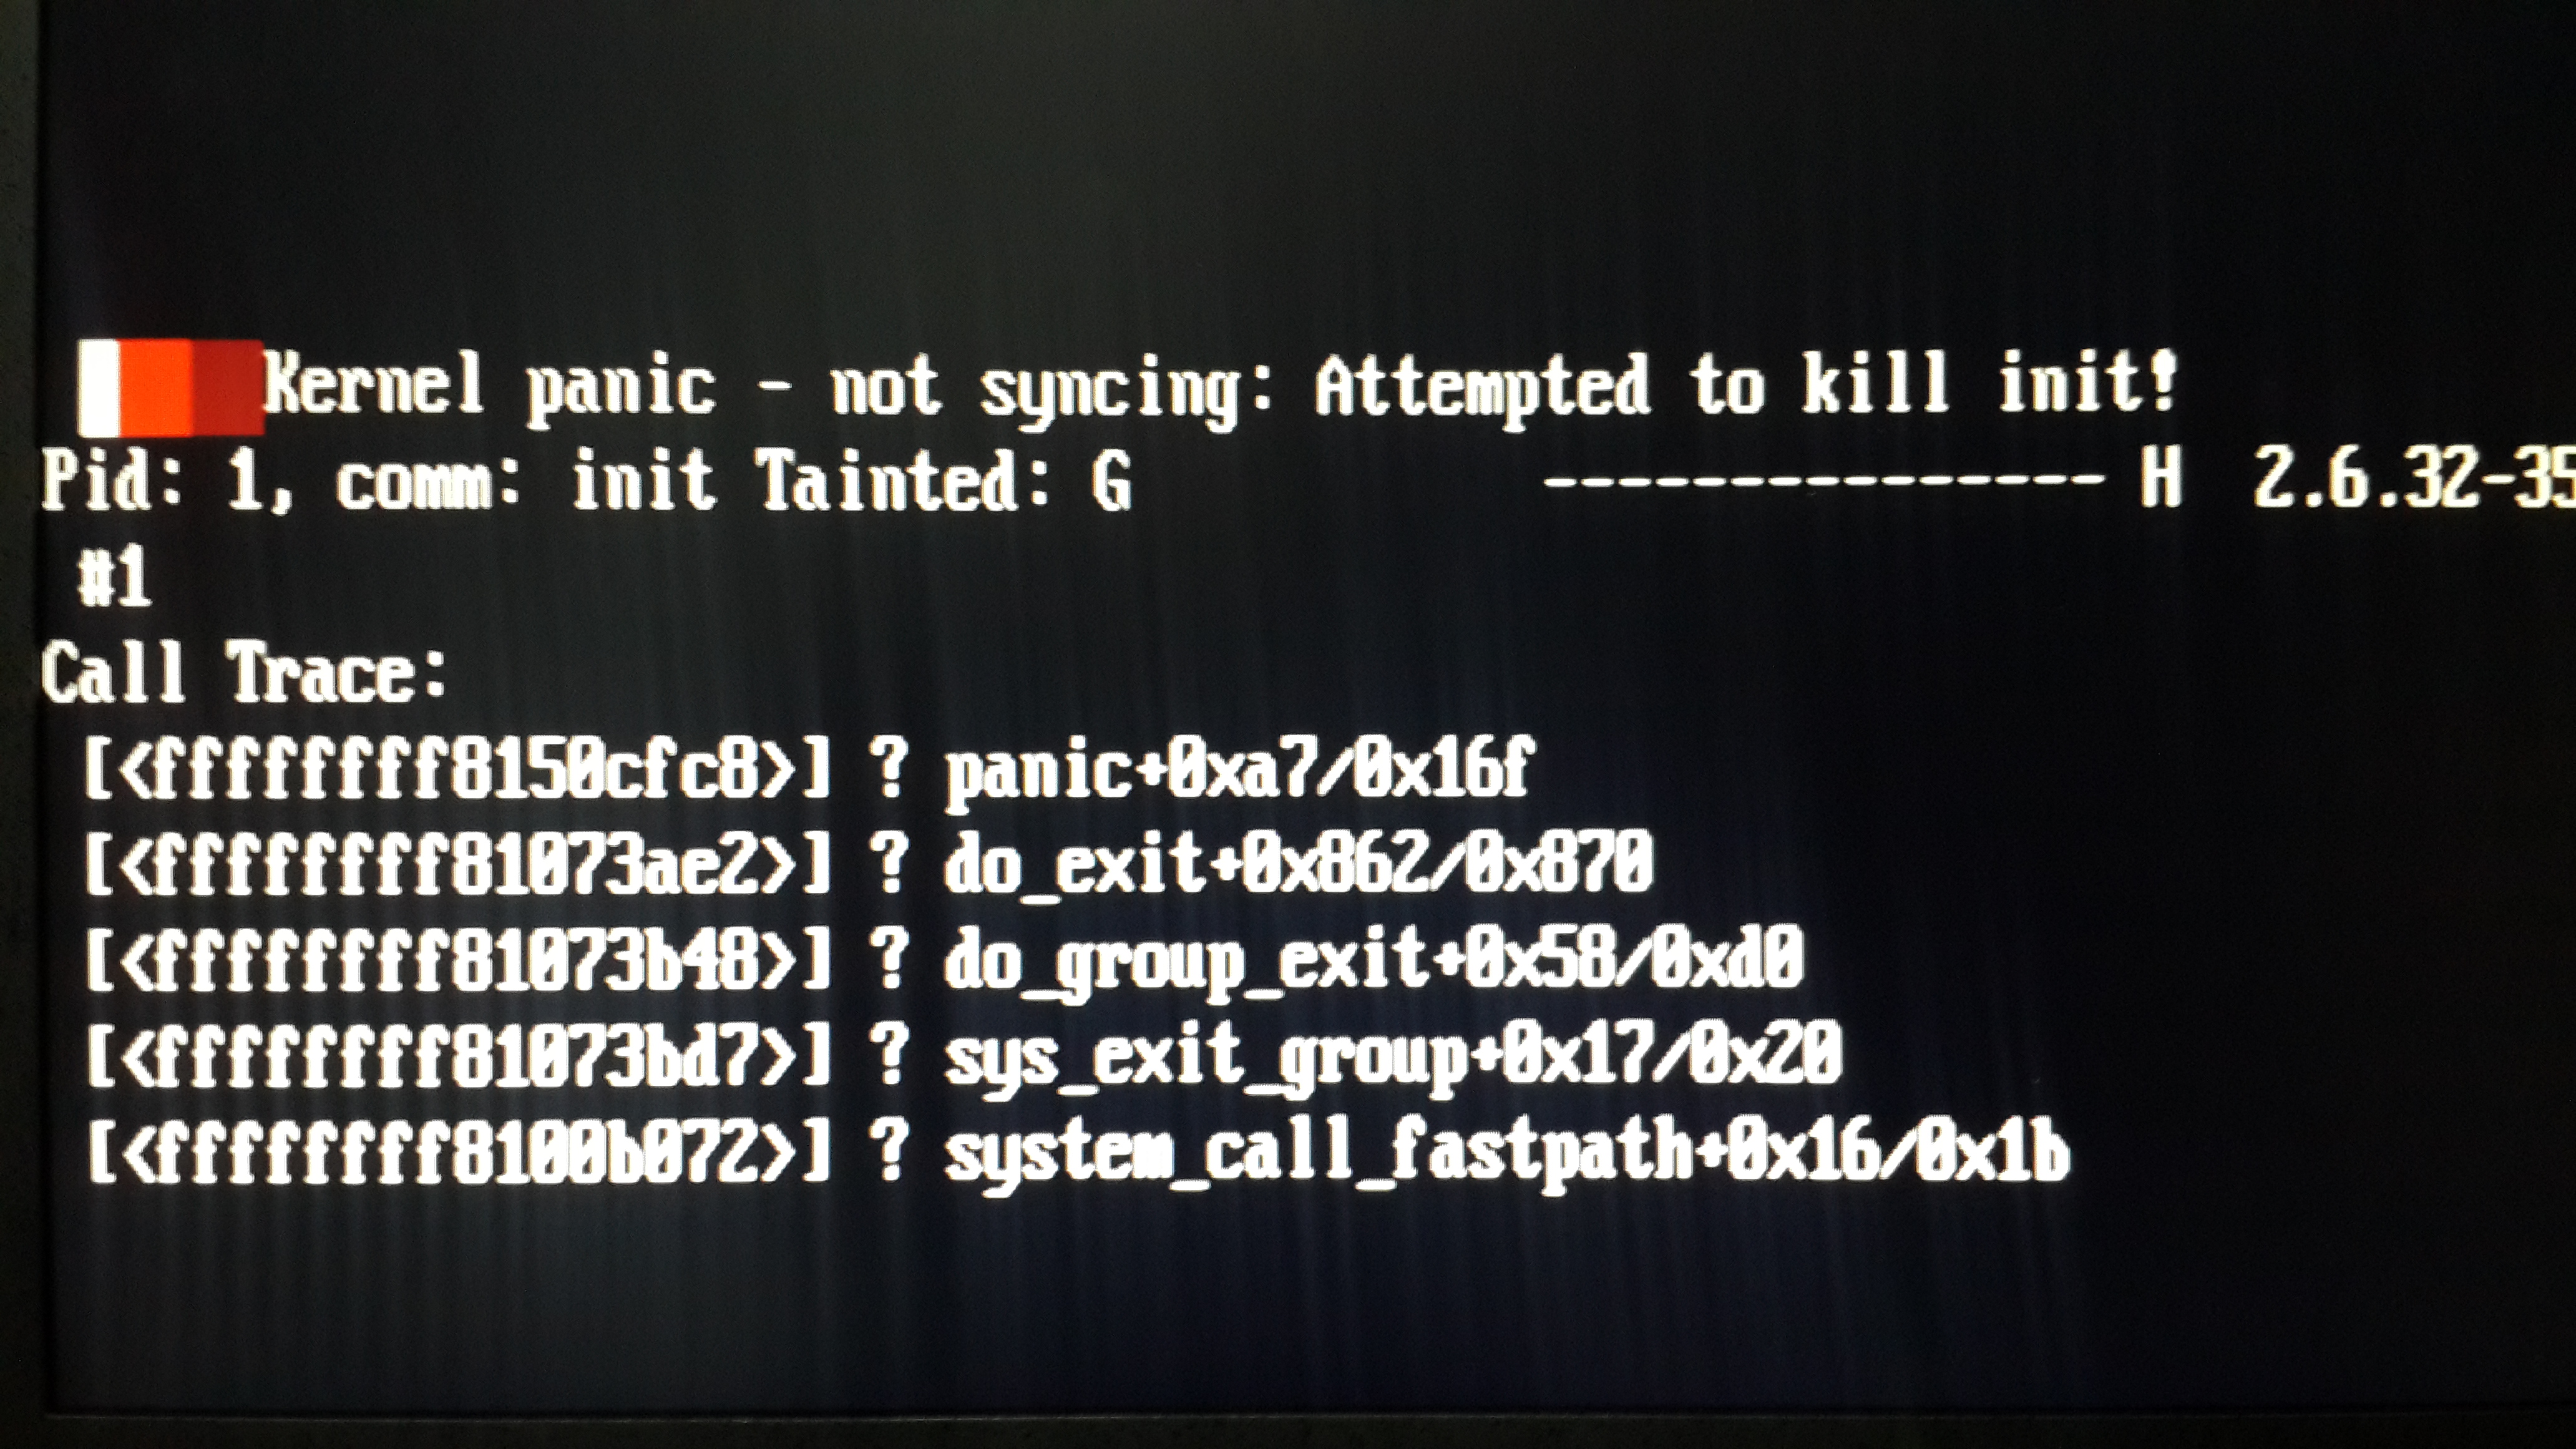 Kernel panic - not syncing: Attempted to kill init!
Pid: 1, comm: init Tainted: G           --------------- H  2.6.32-35
#1
Call Trace:
[<ffffffff8150cfc8>] ? panic+0xa7/0x16f
[<ffffffff81073ae2>] ? do_exit+0x862/0x870
[<ffffffff81073b48>] ? do_group_exit+0x58/0xd0
[<ffffffff81073bd7>] ? sys_exit_group+0x17/0x20
[<ffffffff8100b072>] ? system_call_fastpath+0x16/0x1b